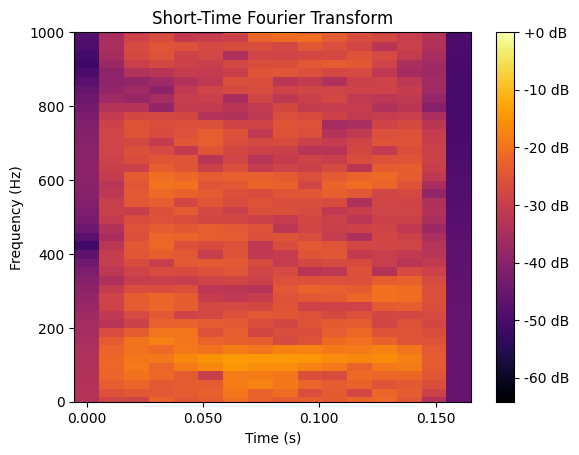 Short-Time Fourier Transform
1000
800
600
400
200
0
Frequency (Hz)
0.000
0.050
0.100
0.150
Time (s)
+0 dB
-10 dB
-20 dB
-30 dB
-40 dB
-50 dB
-60 dB